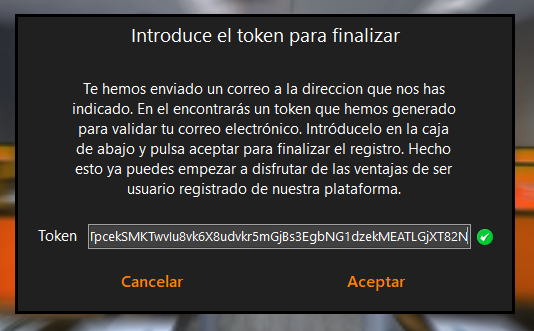 Introduce el token para finalizar
Te hemos enviado un correo a la direccion que nos has
indicado. En el encontrarás un token que hemos generado
para validar tu correo electrónico. Intróducelo en la caja
de abajo y pulsa aceptar para finalizar el registro. Hecho
esto ya puedes empezar a disfrutar de las ventajas de ser
usuario registrado de nuestra plataforma.
Token TpcekSMKTwvIu8vk6X8udvkr5mGjBs3EgbNG1dzekMEATLGjXT82N
Cancelar Aceptar